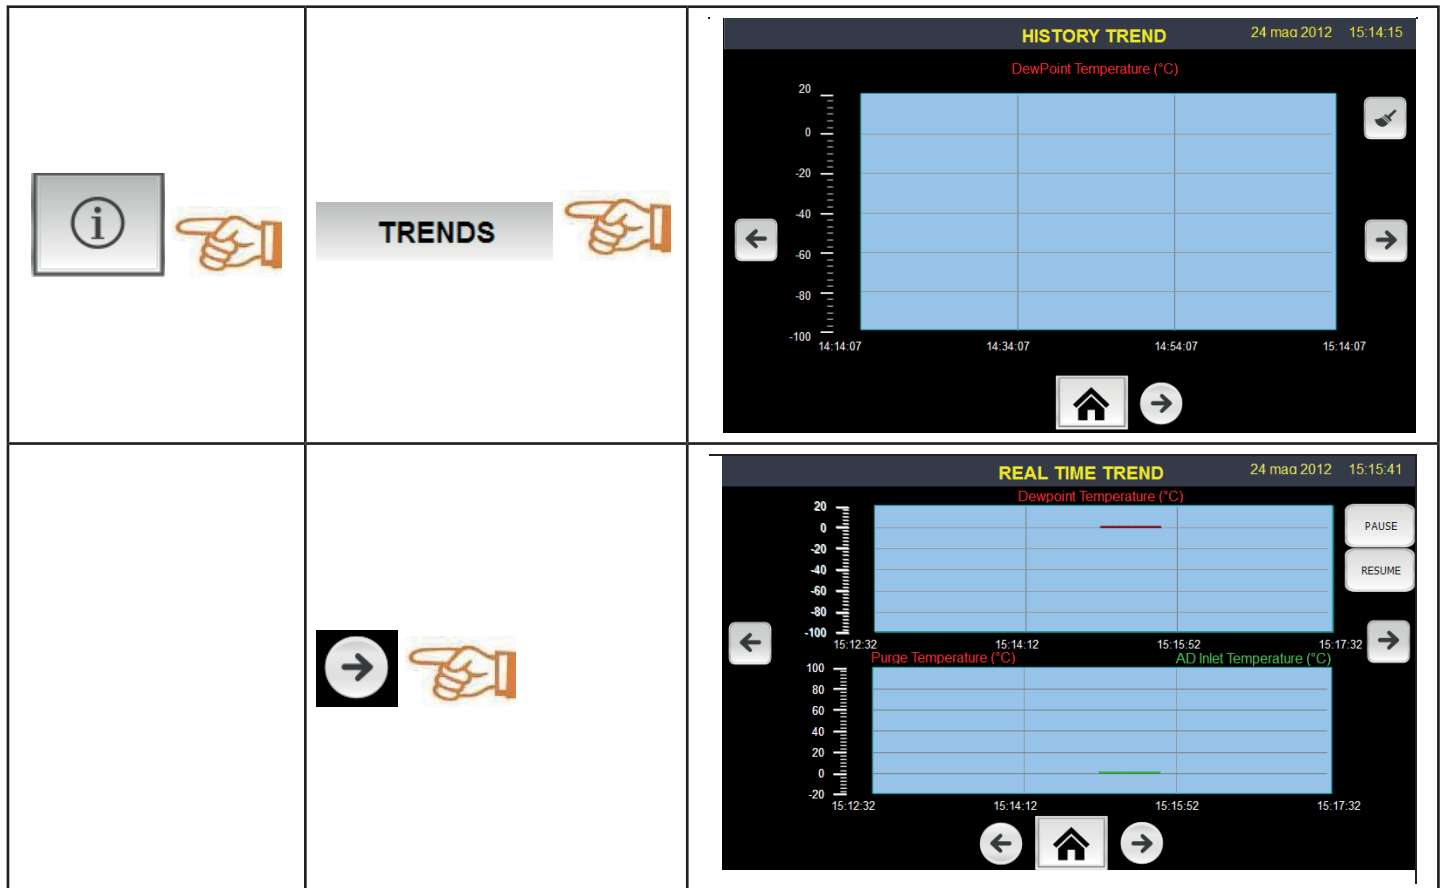 i
TRENDS
HISTORY TREND
24 mag 2012 15:14:15
DewPoint Temperature (°C)
20
0
-20
-40
-60
-80
-100
14:14:07 14:34:07 14:54:07 15:14:07
REAL TIME TREND
24 mag 2012 15:15:41
Dewpoint Temperature (°C)
20
0
-20
-40
-60
-80
-100
PAUSE
RESUME
15:12:32 15:14:12 15:15:52 15:17:32
Purge Temperature (°C) AD Inlet Temperature (°C)
100
80
60
40
20
0
-20
15:12:32 15:14:12 15:15:52 15:17:32